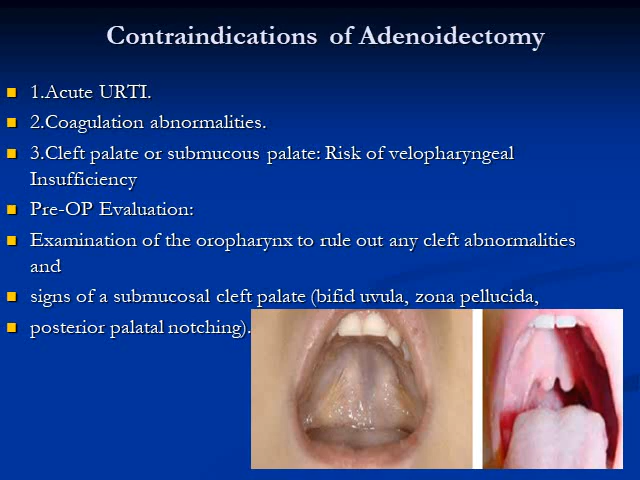 Contraindications of Adenoidectomy
1.Acute URTI.
2.Coagulation abnormalities.
3.Cleft palate or submucous palate: Risk of velopharyngeal
Insufficiency
Pre-OP Evaluation:
Examination of the oropharynx to rule out any cleft abnormalities
and
signs of a submucosal cleft palate (bifid uvula, zona pellucida,
posterior palatal notching).